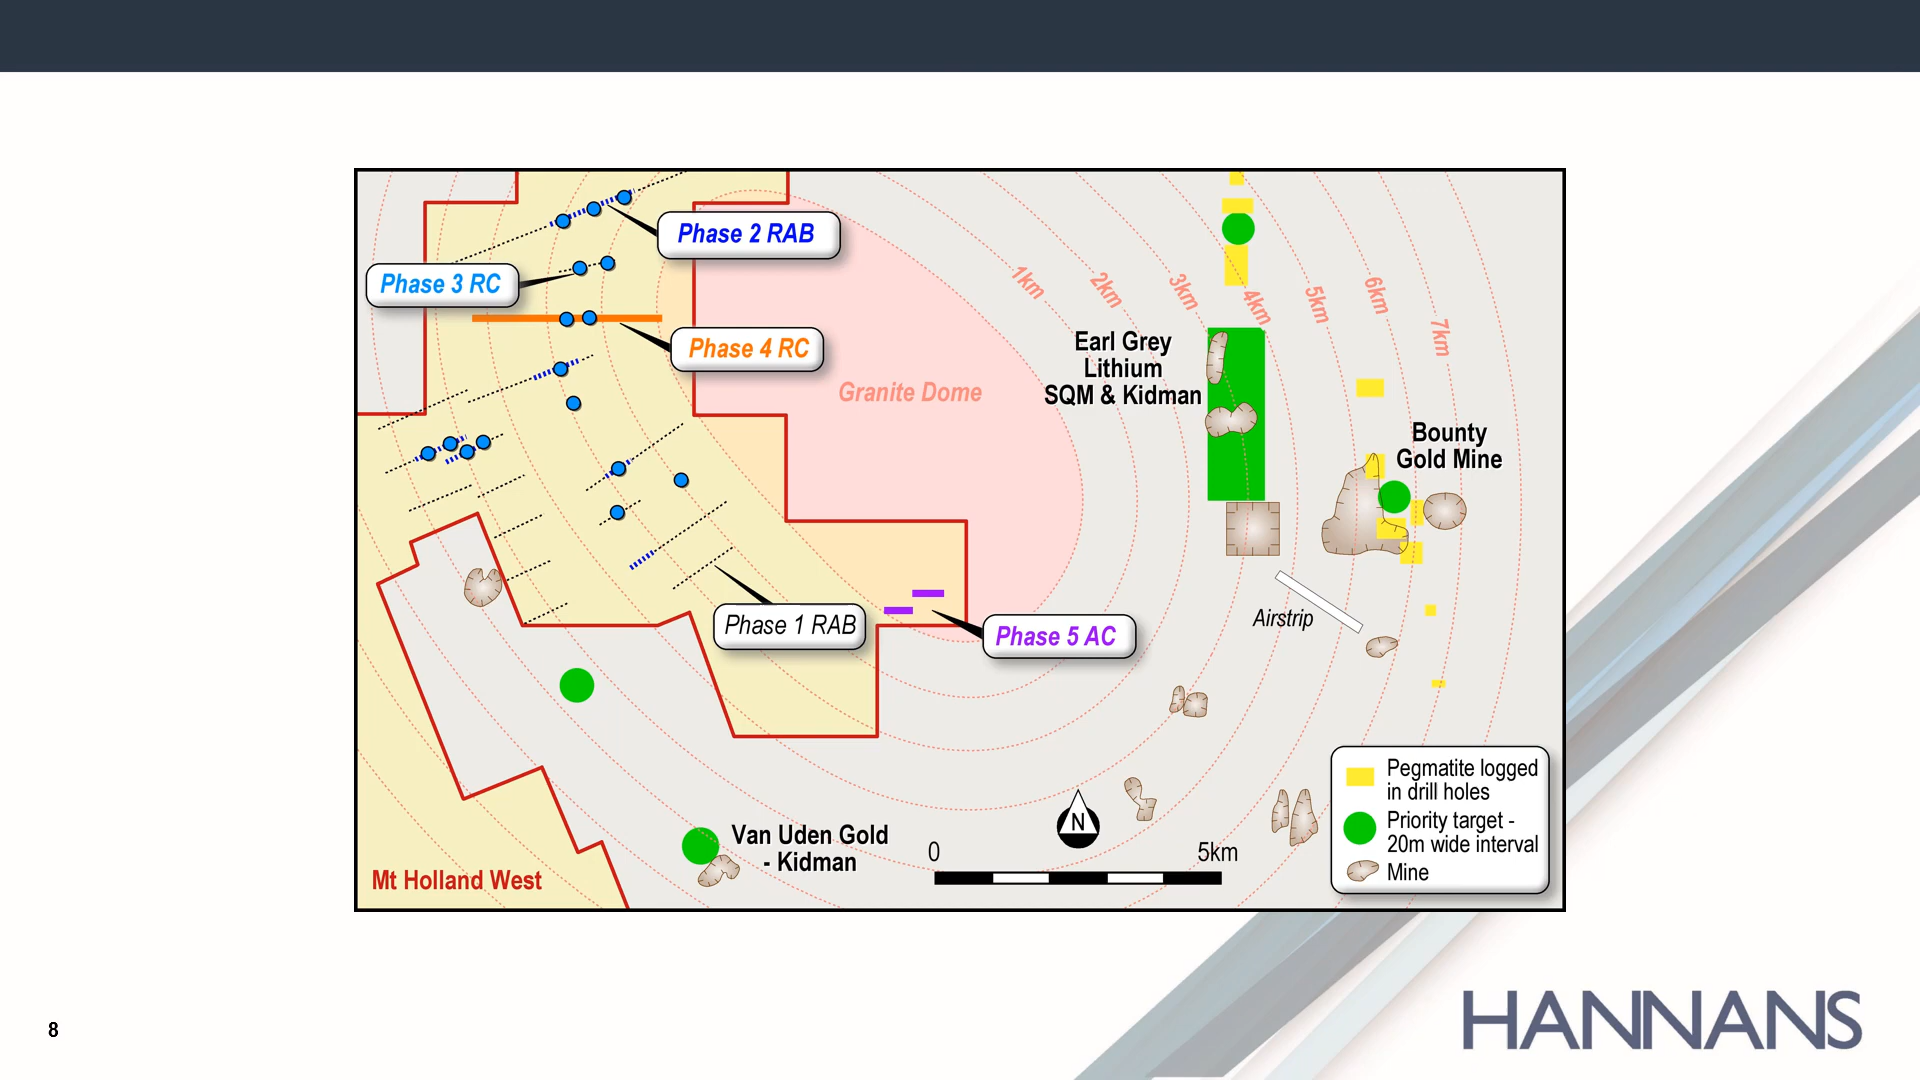 Phase 2 RAB
Phase 3 RC
Phase 4 RC
Granite Dome
1km
2km
3km
4km
5km
6km
7km
Earl Grey
Lithium
SQM & Kidman
Bounty
Gold Mine
Airstrip
Phase 1 RAB
Phase 5 AC
Van Uden Gold
- Kidman
Mt Holland West
N
0
5km
Pegmatite logged
in drill holes
Priority target -
20m wide interval
Mine
8
HANNANS